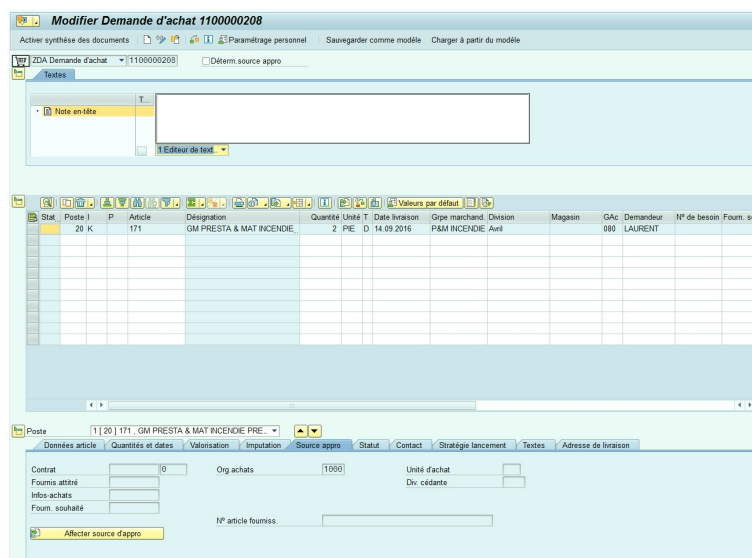 Modifier Demande d'achat 1100000208
Activer synthèse des documents Paramétrage personnel Sauvegarder comme modèle Charger à partir du modèle
ZDA Demande d'achat 1100000208 Déterm.source appro
Textes
T...
Note en-tête
1 Editeur de text..
Valeurs par défaut
Stat Poste I P Article Désignation Quantité Unité T Date livraison Grpe marchand. Division Magasin GAc Demandeur Nº de besoin Fourn. s
20 K 171 GM PRESTA & MAT INCENDIE 2 PIE D 14.09.2016 P&M INCENDIE Avril 080 LAURENT
Poste 1 [ 20 ] 171 , GM PRESTA & MAT INCENDIE PRE...
Données article Quantités et dates Valorisation Imputation Source appro Statut Contact Stratégie lancement Textes Adresse de livraison
Contrat 0 Org.achats 1000 Unité d'achat
Fournis.attitré Div. cédante
Infos-achats
Fourn. souhaité
Nº article fourniss.
Affecter source d'appro